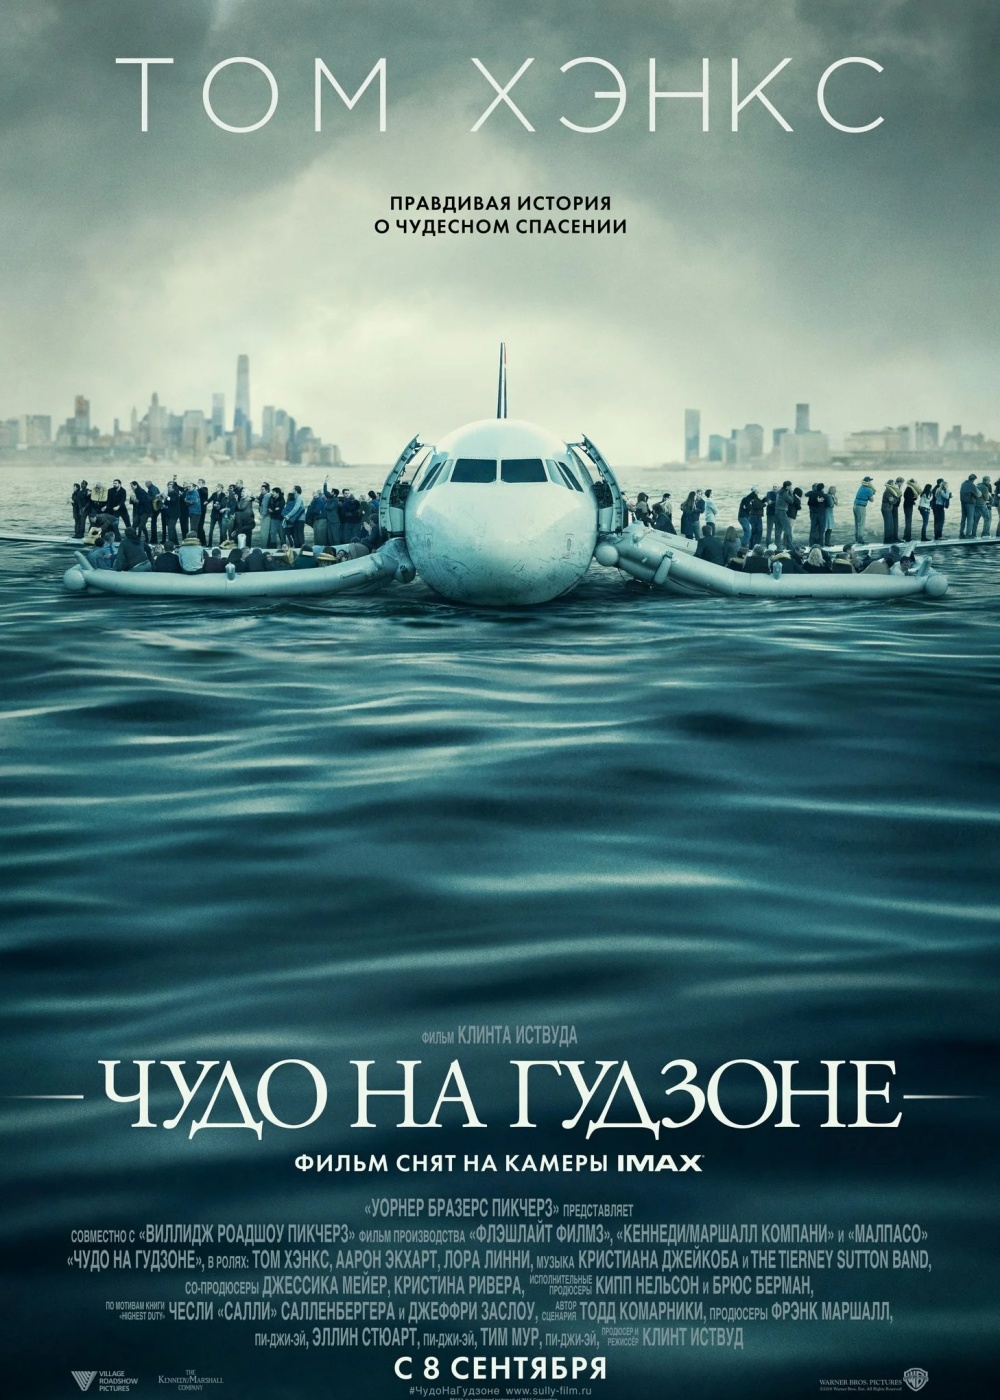 ТОМ ХЭНКС
ПРАВДИВАЯ ИСТОРИЯ
О ЧУДЕСНОМ СПАСЕНИИ
ФИЛЬМ КЛИНТА ИСТВУДА
ЧУДО НА ГУДЗОНЕ
ФИЛЬМ СНЯТ НА КАМЕРЫ IMAX
«УОРНЕР БРАЗЕРС ПИКЧЕРЗ» ПРЕДСТАВЛЯЕТ
СОВМЕСТНО С «ВИЛЛИДЖ РОАДШОУ ПИКЧЕРЗ» ФИЛЬМ ПРОИЗВОДСТВА «ФЛЭШЛАЙТ ФИЛМЗ», «КЕННЕДИ/МАРШАЛЛ КОМПАНИ» И «МАЛПАСО»
«ЧУДО НА ГУДЗОНЕ», В РОЛЯХ: ТОМ ХЭНКС, ААРОН ЭКХАРТ, ЛОРА ЛИННИ, МУЗЫКА КРИСТИАНА ДЖЕЙКОБА И THE TIERNEY SUTTON BAND,
СО-ПРОДЮСЕРЫ ДЖЕССИКА МЕЙЕР, КРИСТИНА РИВЕРА, ИСПОЛНИТЕЛЬНЫЕ ПРОДЮСЕРЫ КИПП НЕЛЬСОН И БРЮС БЕРМАН,
ПО МОТИВАМ КНИГИ «HIGHEST DUTY» ЧЕСЛИ «САЛЛИ» САЛЛЕНБЕРГЕРА И ДЖЕФФРИ ЗАСЛОУ, АВТОР СЦЕНАРИЯ ТОДД КОМАРНИКИ, ПРОДЮСЕРЫ ФРЭНК МАРШАЛЛ,
ПИ-ДЖИ-ЭЙ, ЭЛЛИН СТЮАРТ, ПИ-ДЖИ-ЭЙ, ТИМ МУР, ПИ-ДЖИ-ЭЙ, ПРОДЮСЕР И РЕЖИССЁР КЛИНТ ИСТВУД
С 8 СЕНТЯБРЯ
VILLAGE
ROADSHOW
PICTURES
THE
KENNEDY/MARSHALL
COMPANY
#ЧудоНаГудзоне www.sully-film.ru
WARNER BROS. PICTURES